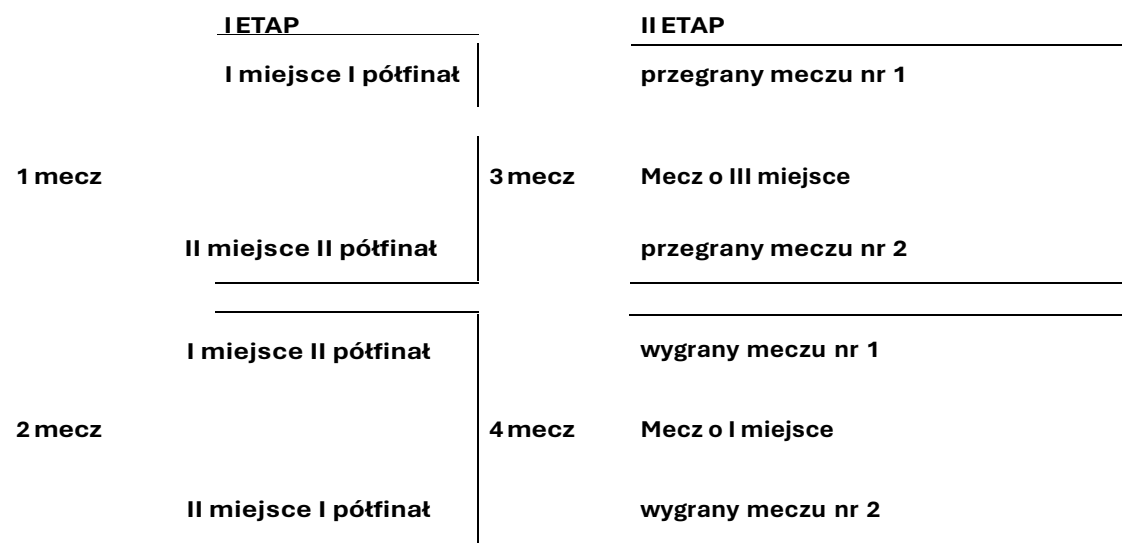 I ETAP II ETAP
I miejsce I półfinał przegrany meczu nr 1
1 mecz 3 mecz Mecz o III miejsce
II miejsce II półfinał przegrany meczu nr 2
I miejsce II półfinał wygrany meczu nr 1
2 mecz 4 mecz Mecz o I miejsce
II miejsce I półfinał wygrany meczu nr 2